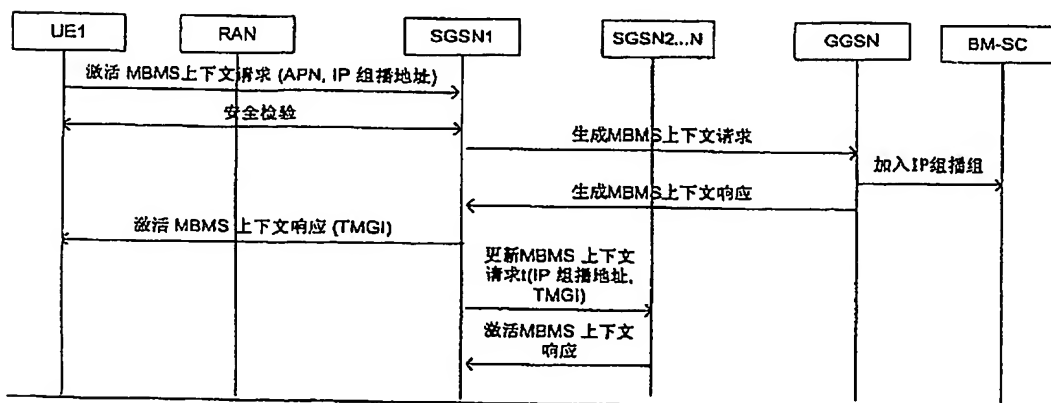 UE1
RAN
SGSN1
SGSN2...N
GGSN
BM-SC
激活 MBMS上下文请求 (APN, IP 组播地址)
安全检验
生成MBMS上下文请求
加入IP组播组
生成MBMS上下文响应
激活 MBMS 上下文响应 (TMGI)
更新MBMS 上下文
请求t(IP 组播地址,
TMGI)
激活MBMS 上下文
响应